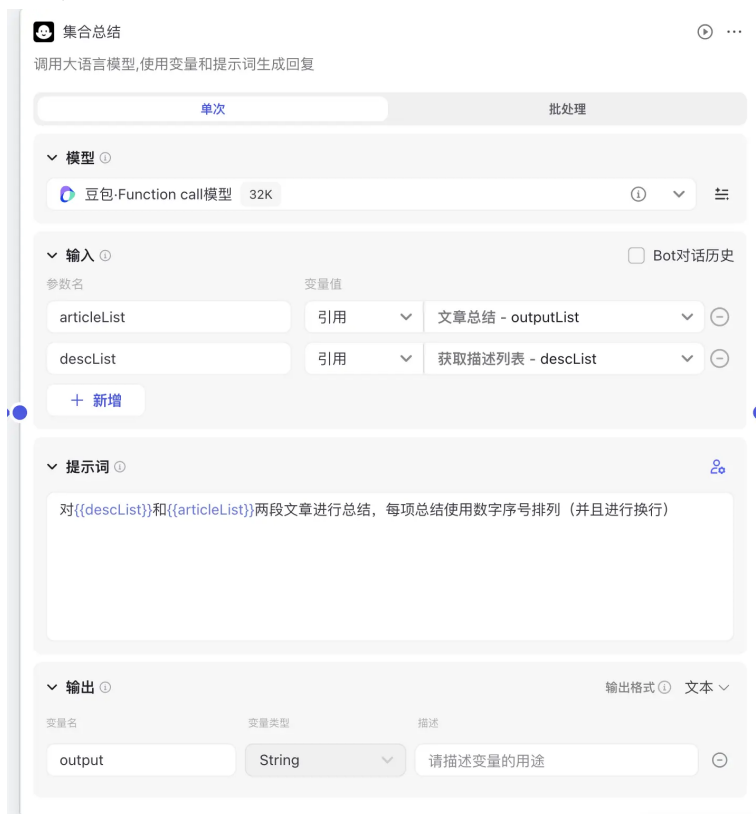 集合总结
调用大语言模型,使用变量和提示词生成回复
单次 批处理
模型
豆包·Function call模型 32K
输入 Bot对话历史
参数名 变量值
articleList 引用 文章总结 - outputList
descList 引用 获取描述列表 - descList
+ 新增
提示词
对{{descList}}和{{articleList}}两段文章进行总结，每项总结使用数字序号排列（并且进行换行）
输出 输出格式 文本
变量名 变量类型 描述
output String 请描述变量的用途